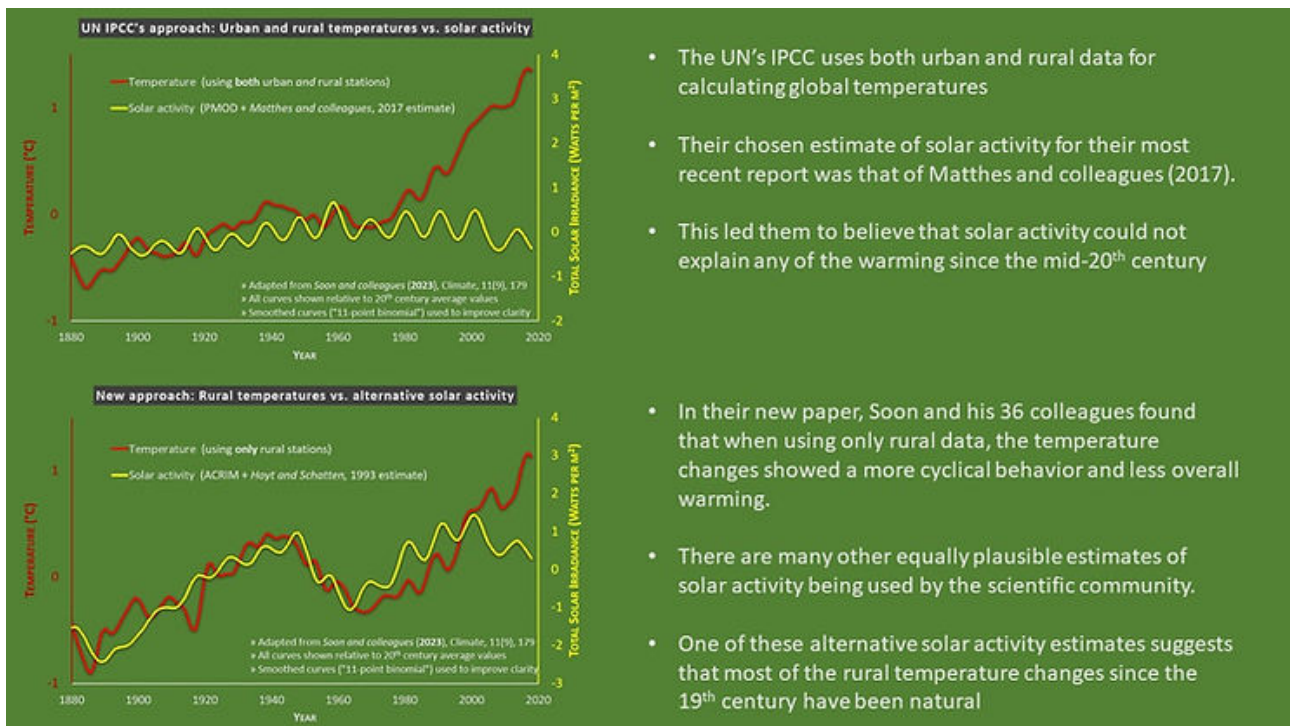 UN IPCC's approach: Urban and rural temperatures vs. solar activity
Temperature (using both urban and rural stations)
Solar activity (PMOD + Matthes and colleagues, 2017 estimate)
TEMPERATURE (°C)
1
0
-1
TOTAL SOLAR IRRADIANCE (WATTS PER M²)
4
3
2
1
0
-1
-2
» Adapted from Soon and colleagues (2023), Climate, 11(9), 179
» All curves shown relative to 20th century average values
» Smoothed curves ("11-point binomial") used to improve clarity
1880 1900 1920 1940 1960 1980 2000 2020
YEAR
• The UN's IPCC uses both urban and rural data for
calculating global temperatures
• Their chosen estimate of solar activity for their most
recent report was that of Matthes and colleagues (2017).
• This led them to believe that solar activity could not
explain any of the warming since the mid-20th century
New approach: Rural temperatures vs. alternative solar activity
Temperature (using only rural stations)
Solar activity (ACRIM + Hoyt and Schatten, 1993 estimate)
TEMPERATURE (°C)
1
0
-1
TOTAL SOLAR IRRADIANCE (WATTS PER M²)
4
3
2
1
0
-1
-2
-3
» Adapted from Soon and colleagues (2023), Climate, 11(9), 179
» All curves shown relative to 20th century average values
» Smoothed curves ("11-point binomial") used to improve clarity
1880 1900 1920 1940 1960 1980 2000 2020
YEAR
• In their new paper, Soon and his 36 colleagues found
that when using only rural data, the temperature
changes showed a more cyclical behavior and less overall
warming.
• There are many other equally plausible estimates of
solar activity being used by the scientific community.
• One of these alternative solar activity estimates suggests
that most of the rural temperature changes since the
19th century have been natural